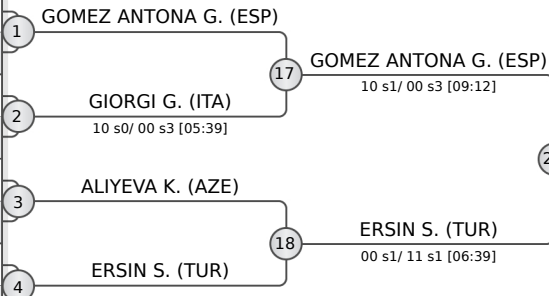 GOMEZ ANTONA G. (ESP)
1
17
GOMEZ ANTONA G. (ESP)
10 s1/ 00 s3 [09:12]
GIORGI G. (ITA)
2
10 s0/ 00 s3 [05:39]
2
ALIYEVA K. (AZE)
3
18
ERSIN S. (TUR)
00 s1/ 11 s1 [06:39]
ERSIN S. (TUR)
4